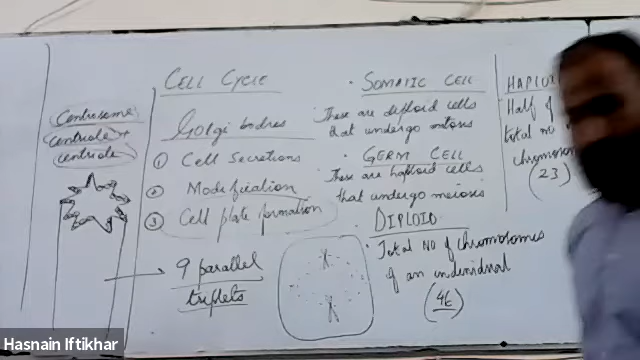 Centrosome
Centriole +
centriole
CELL CYCLE
Golgi bodies
① Cell Secretions
② Modification
③ Cell plate formation
9 parallel
triplets
• SOMATIC CELL
These are diploid cells
that undergo mitosis
• GERM CELL
These are haploid cells
that undergo meiosis
• DIPLOID
• Total No of chromosomes
of an individual
(46)
HAPLOI
Half of
total no
chromoso
(23)
Hasnain Iftikhar